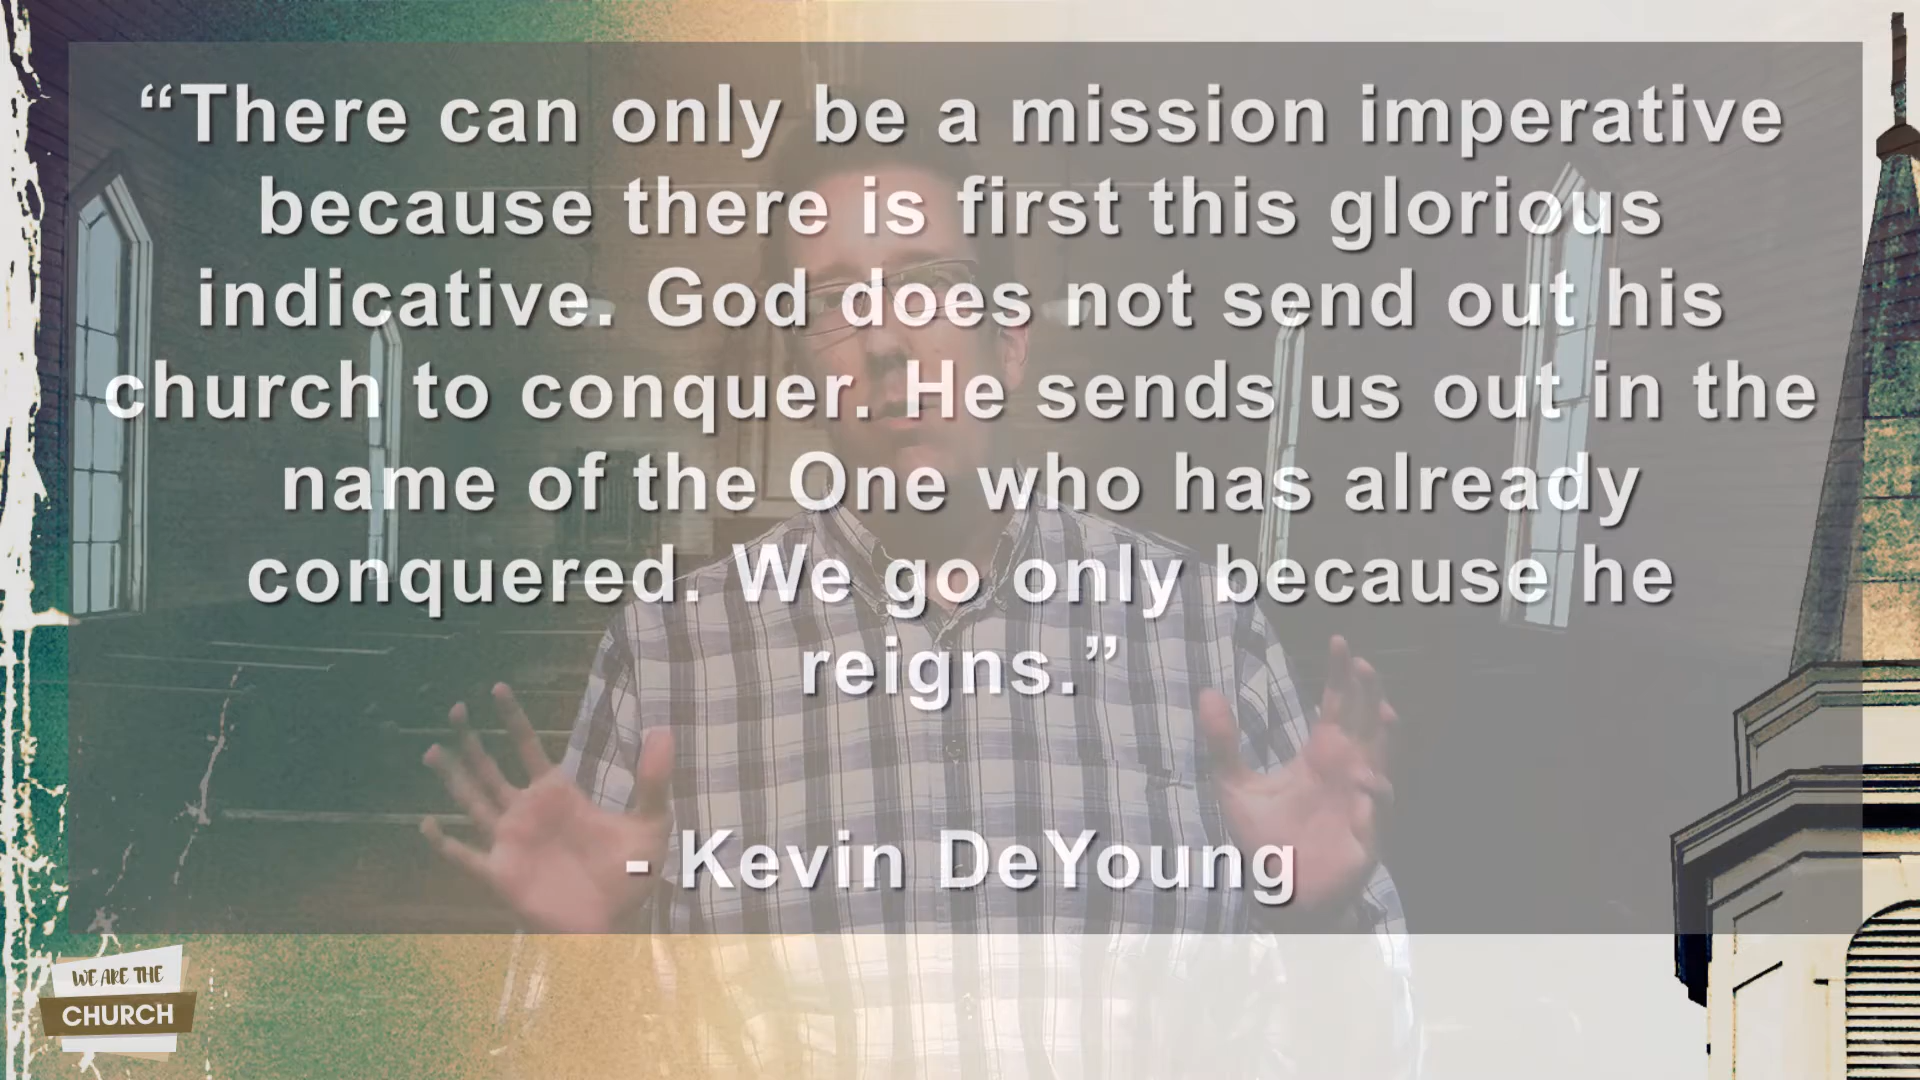 “There can only be a mission imperative
because there is first this glorious
indicative. God does not send out his
church to conquer. He sends us out in the
name of the One who has already
conquered. We go only because he
reigns.”
- Kevin DeYoung
WE ARE THE
CHURCH